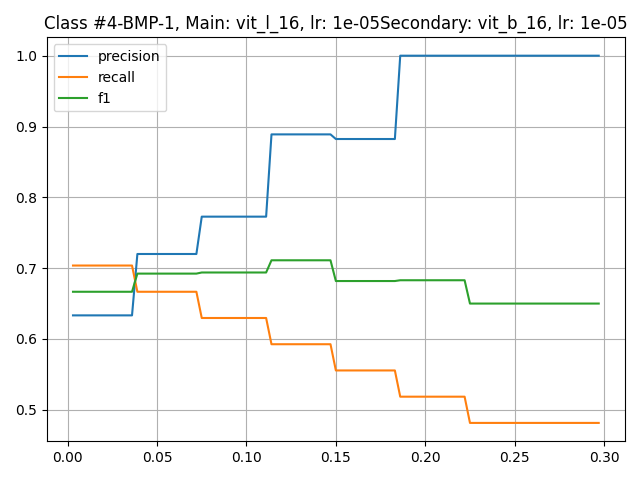 Class #4-BMP-1, Main: vit_l_16, lr: 1e-05Secondary: vit_b_16, lr: 1e-05
precision
recall
f1
1.0
0.9
0.8
0.7
0.6
0.5
0.00 0.05 0.10 0.15 0.20 0.25 0.30